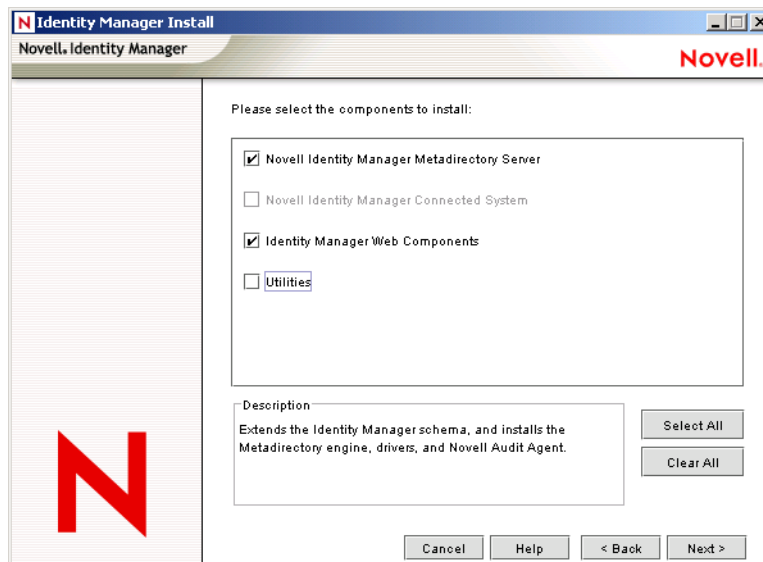 N Identity Manager Install
Novell. Identity Manager
Novell.
Please select the components to install:
Novell Identity Manager Metadirectory Server
Novell Identity Manager Connected System
Identity Manager Web Components
Utilities
Description
Extends the Identity Manager schema, and installs the
Metadirectory engine, drivers, and Novell Audit Agent.
Select All
Clear All
N
Cancel
Help
< Back
Next >